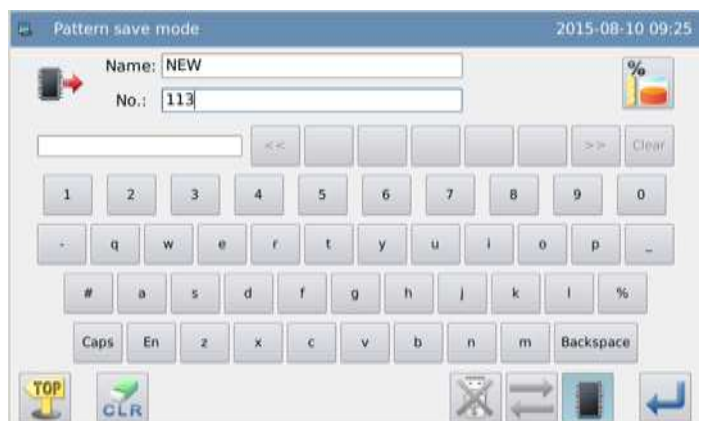 Pattern save mode 2015-08-10 09:25
Name: NEW
No.: 113
%
<< >> Clear
1 2 3 4 5 6 7 8 9 0
- q w e r t y u i o p _
# a s d f g h j k l %
Caps En z x c v b n m Backspace
TOP CLR